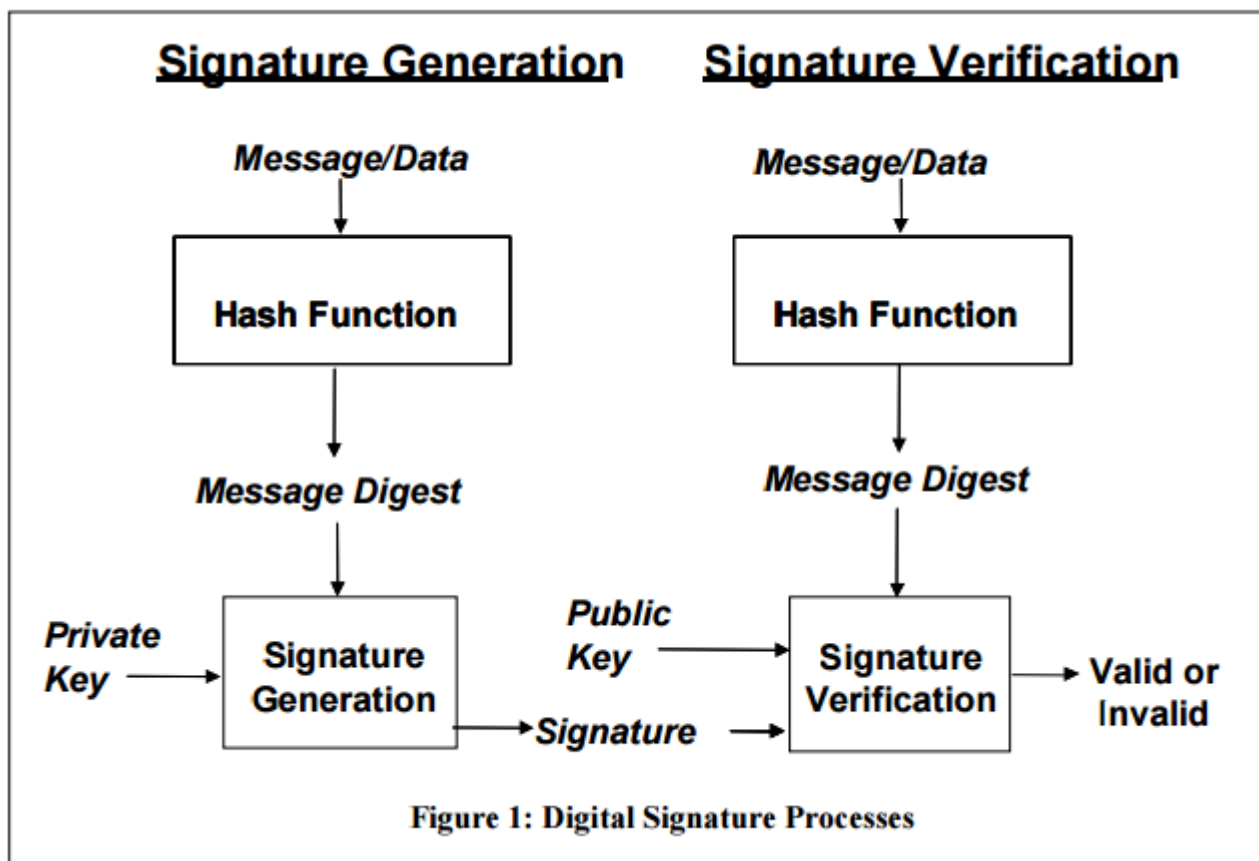 Signature Generation
Signature Verification
Message/Data
Message/Data
Hash Function
Hash Function
Message Digest
Message Digest
Private
Key
Signature
Generation
Public
Key
Signature
Signature
Verification
Valid or
Invalid
Figure 1: Digital Signature Processes